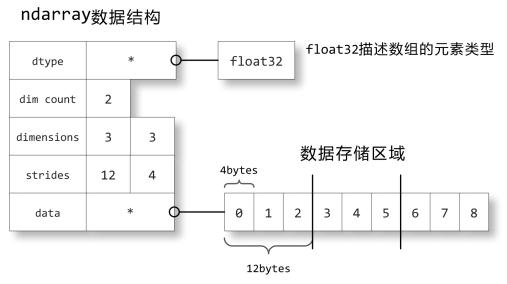 ndarray数据结构
dtype * float32 float32描述数组的元素类型
dim count 2
dimensions 3 3
数据存储区域
strides 12 4 4bytes
data * 0 1 2 3 4 5 6 7 8
12bytes